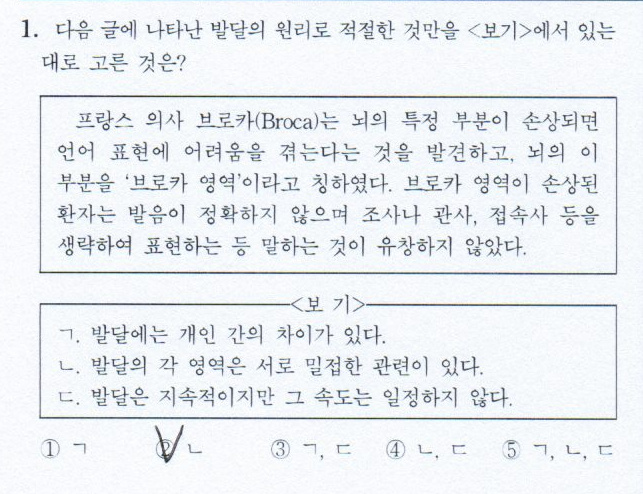 1. 다음 글에 나타난 발달의 원리로 적절한 것만을 <보기>에서 있는
대로 고른 것은?
프랑스 의사 브로카(Broca)는 뇌의 특정 부분이 손상되면
언어 표현에 어려움을 겪는다는 것을 발견하고, 뇌의 이
부분을 '브로카 영역'이라고 칭하였다. 브로카 영역이 손상된
환자는 발음이 정확하지 않으며 조사나 관사, 접속사 등을
생략하여 표현하는 등 말하는 것이 유창하지 않았다.
<보 기>
ㄱ. 발달에는 개인 간의 차이가 있다.
ㄴ. 발달의 각 영역은 서로 밀접한 관련이 있다.
ㄷ. 발달은 지속적이지만 그 속도는 일정하지 않다.
① ㄱ ② ㄴ ③ ㄱ, ㄷ ④ ㄴ, ㄷ ⑤ ㄱ, ㄴ, ㄷ